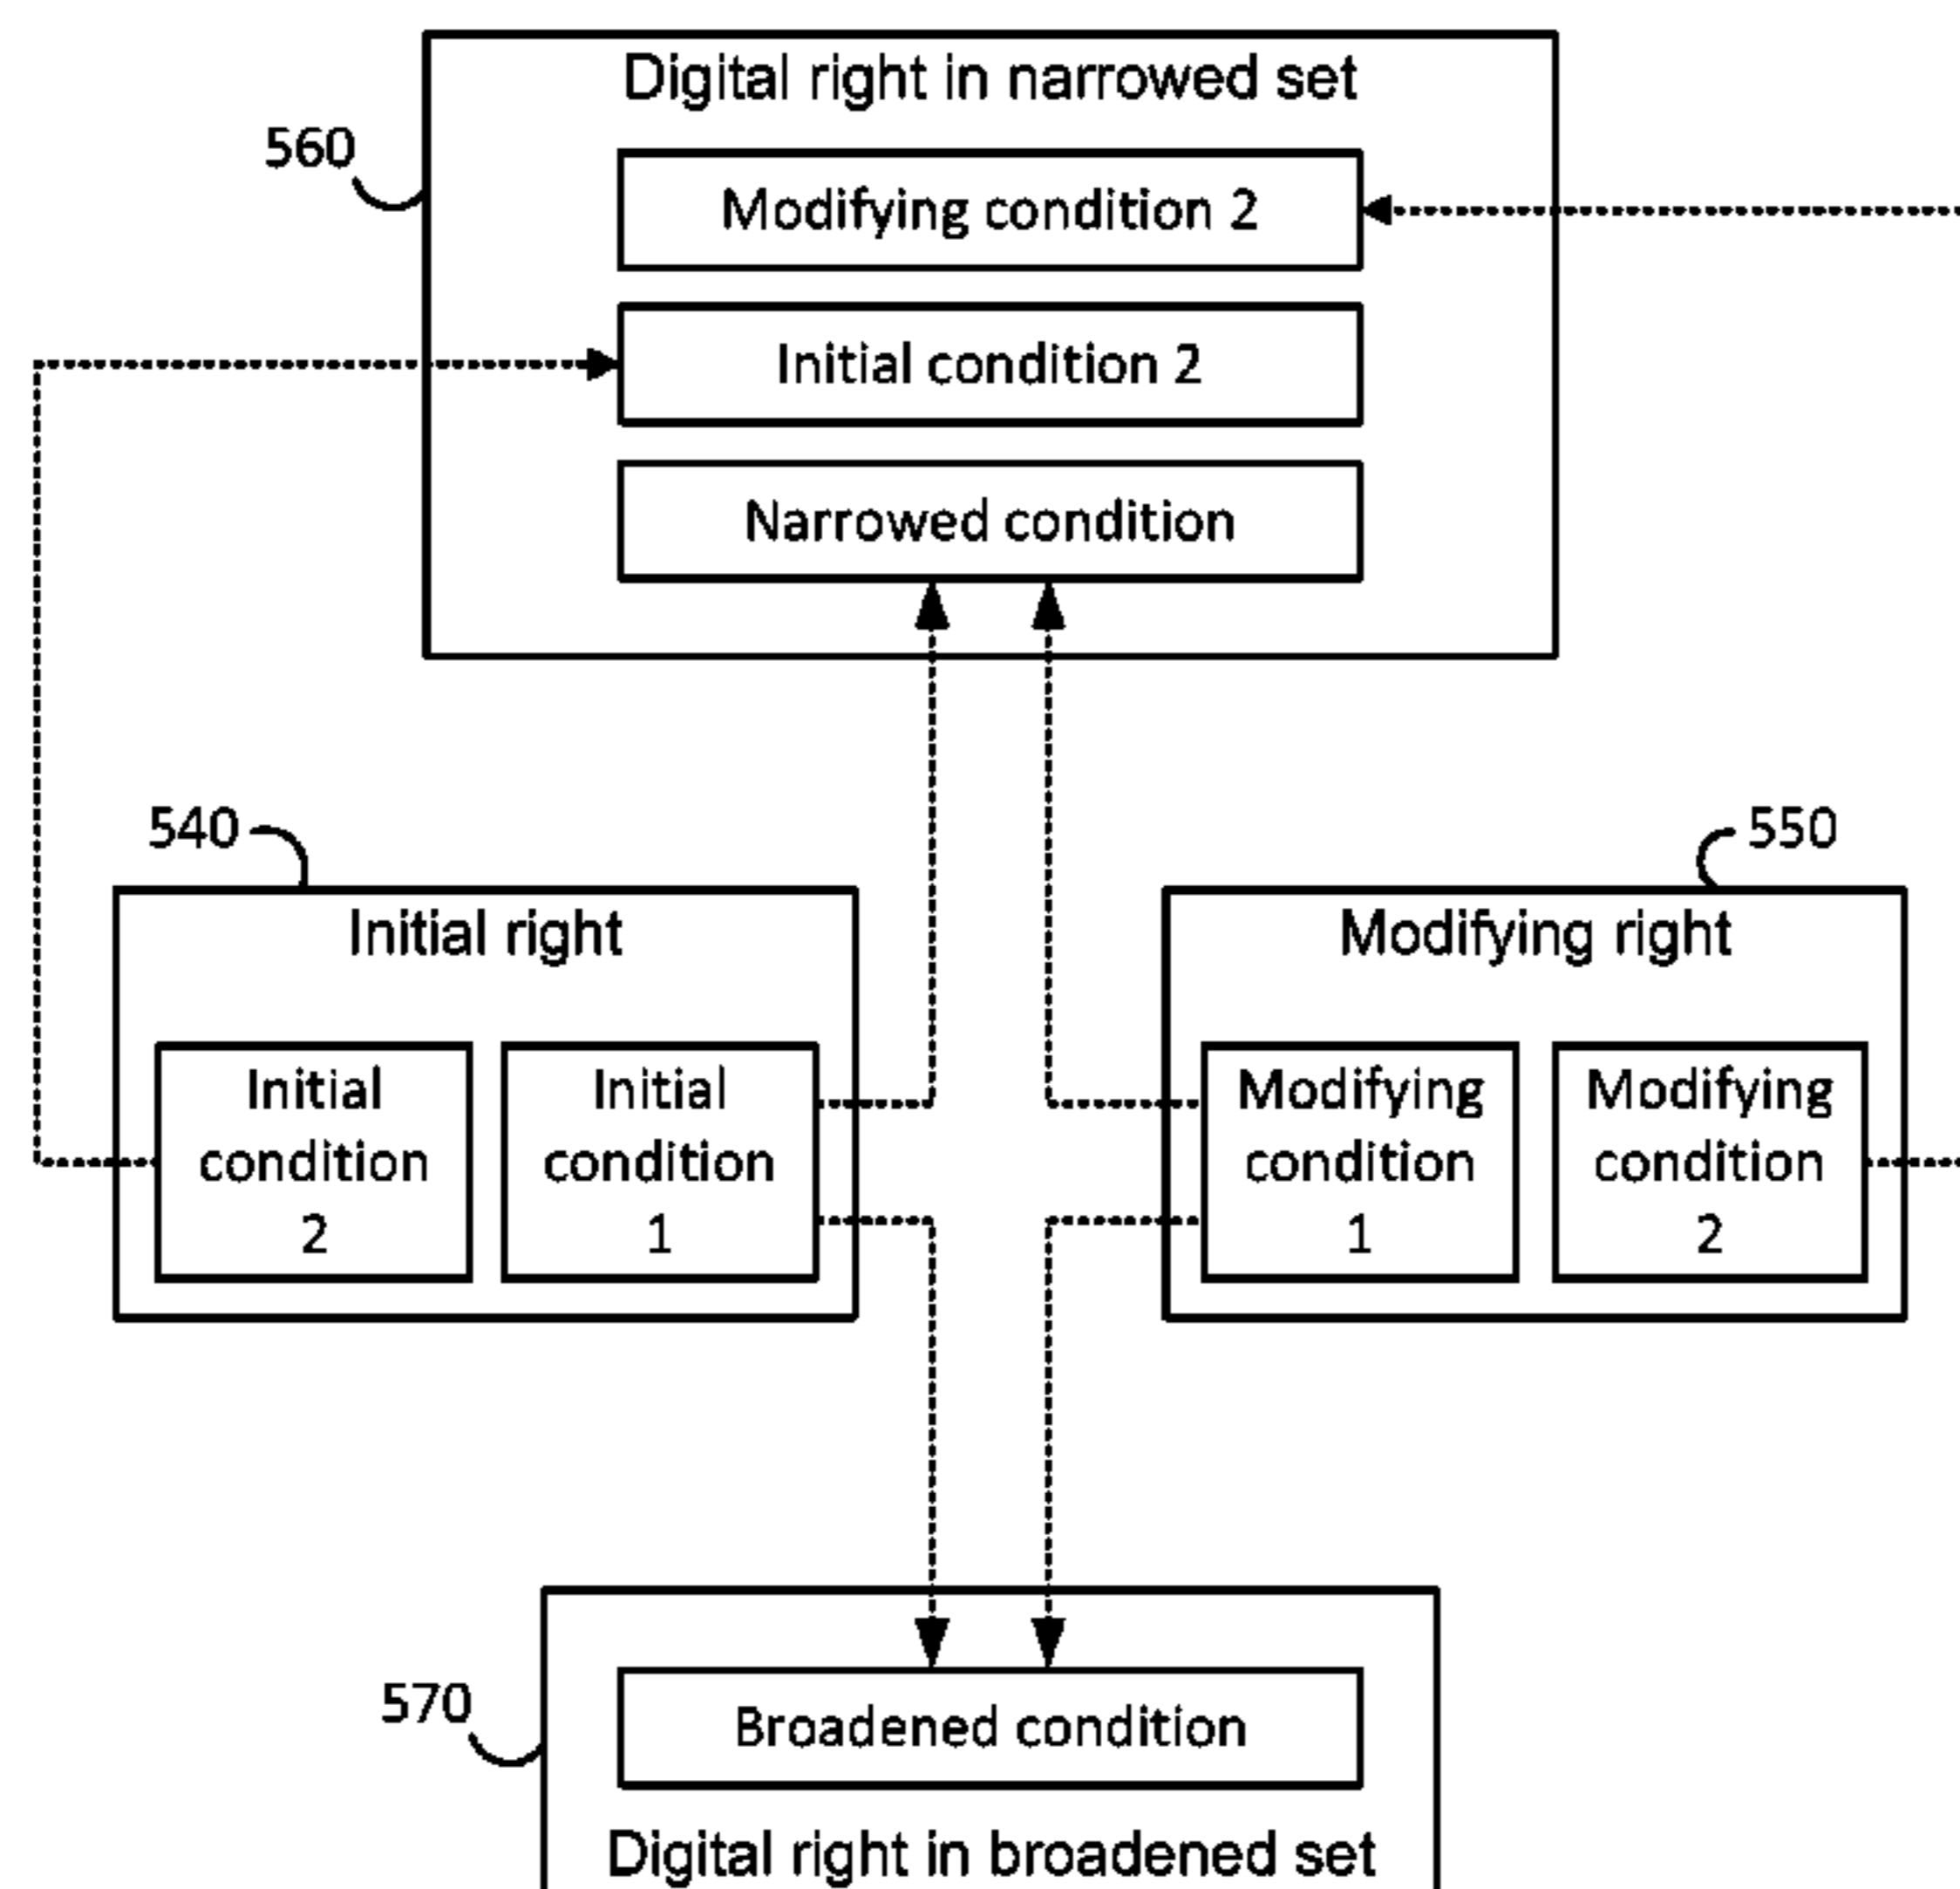 Digital right in narrowed set
560
Modifying condition 2
Initial condition 2
Narrowed condition
540
550
Initial right
Modifying right
Initial
condition
2
Initial
condition
1
Modifying
condition
1
Modifying
condition
2
570
Broadened condition
Digital right in broadened set